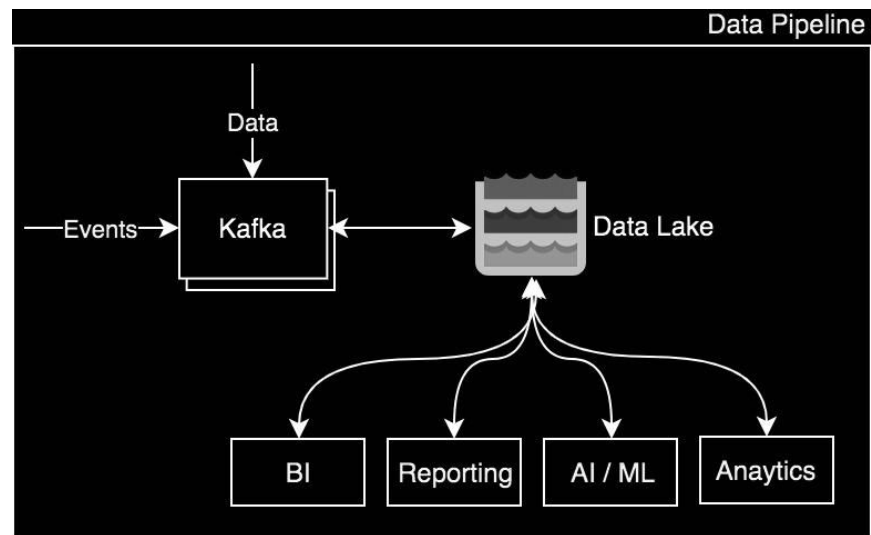 Data Pipeline
Data
Events
Kafka
Data Lake
BI
Reporting
AI / ML
Anaytics